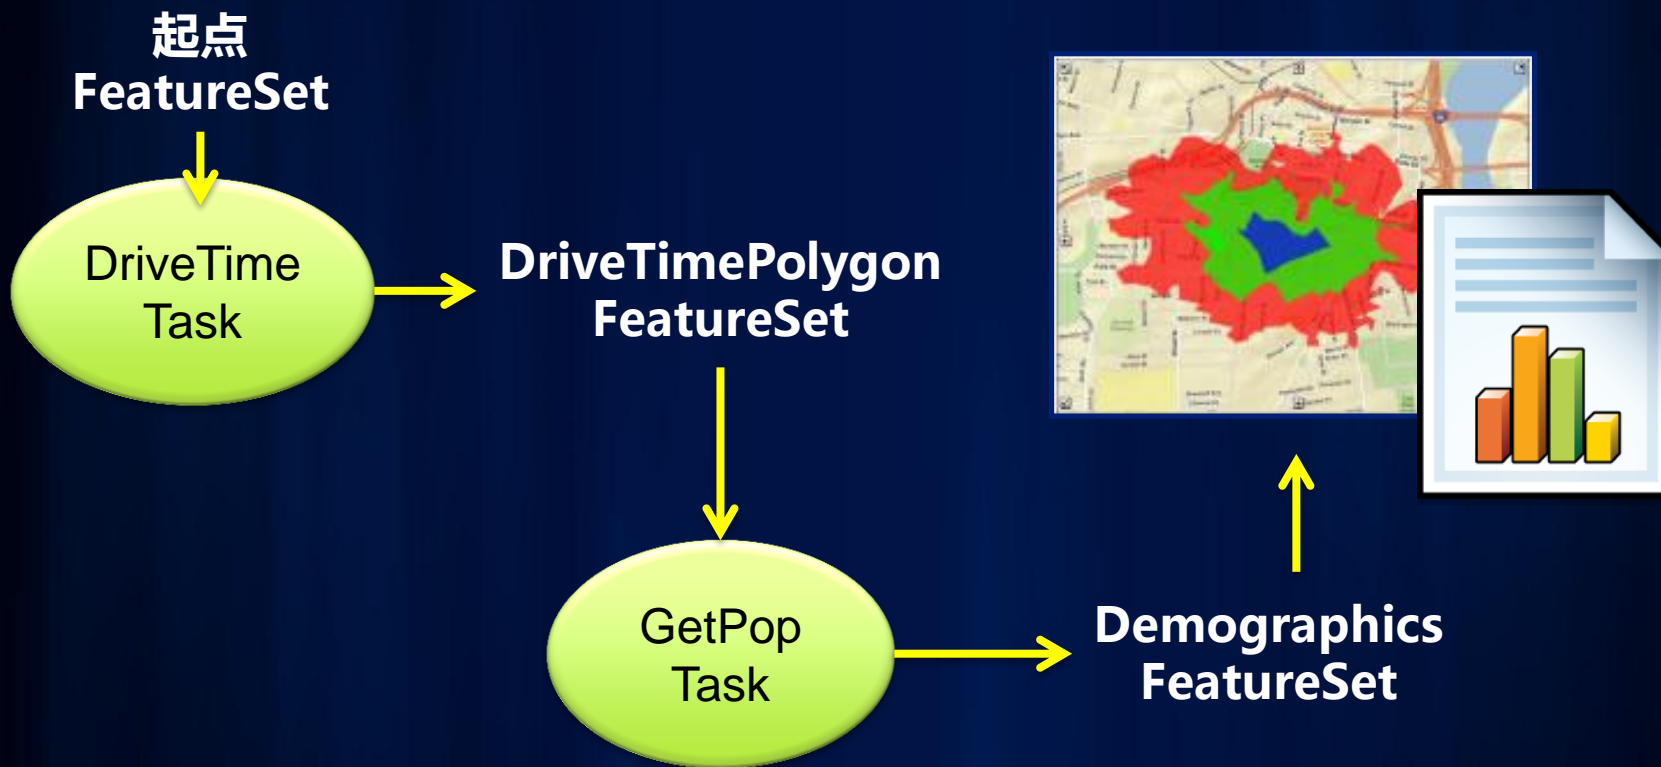 起点
FeatureSet
DriveTime
Task
DriveTimePolygon
FeatureSet
GetPop
Task
Demographics
FeatureSet